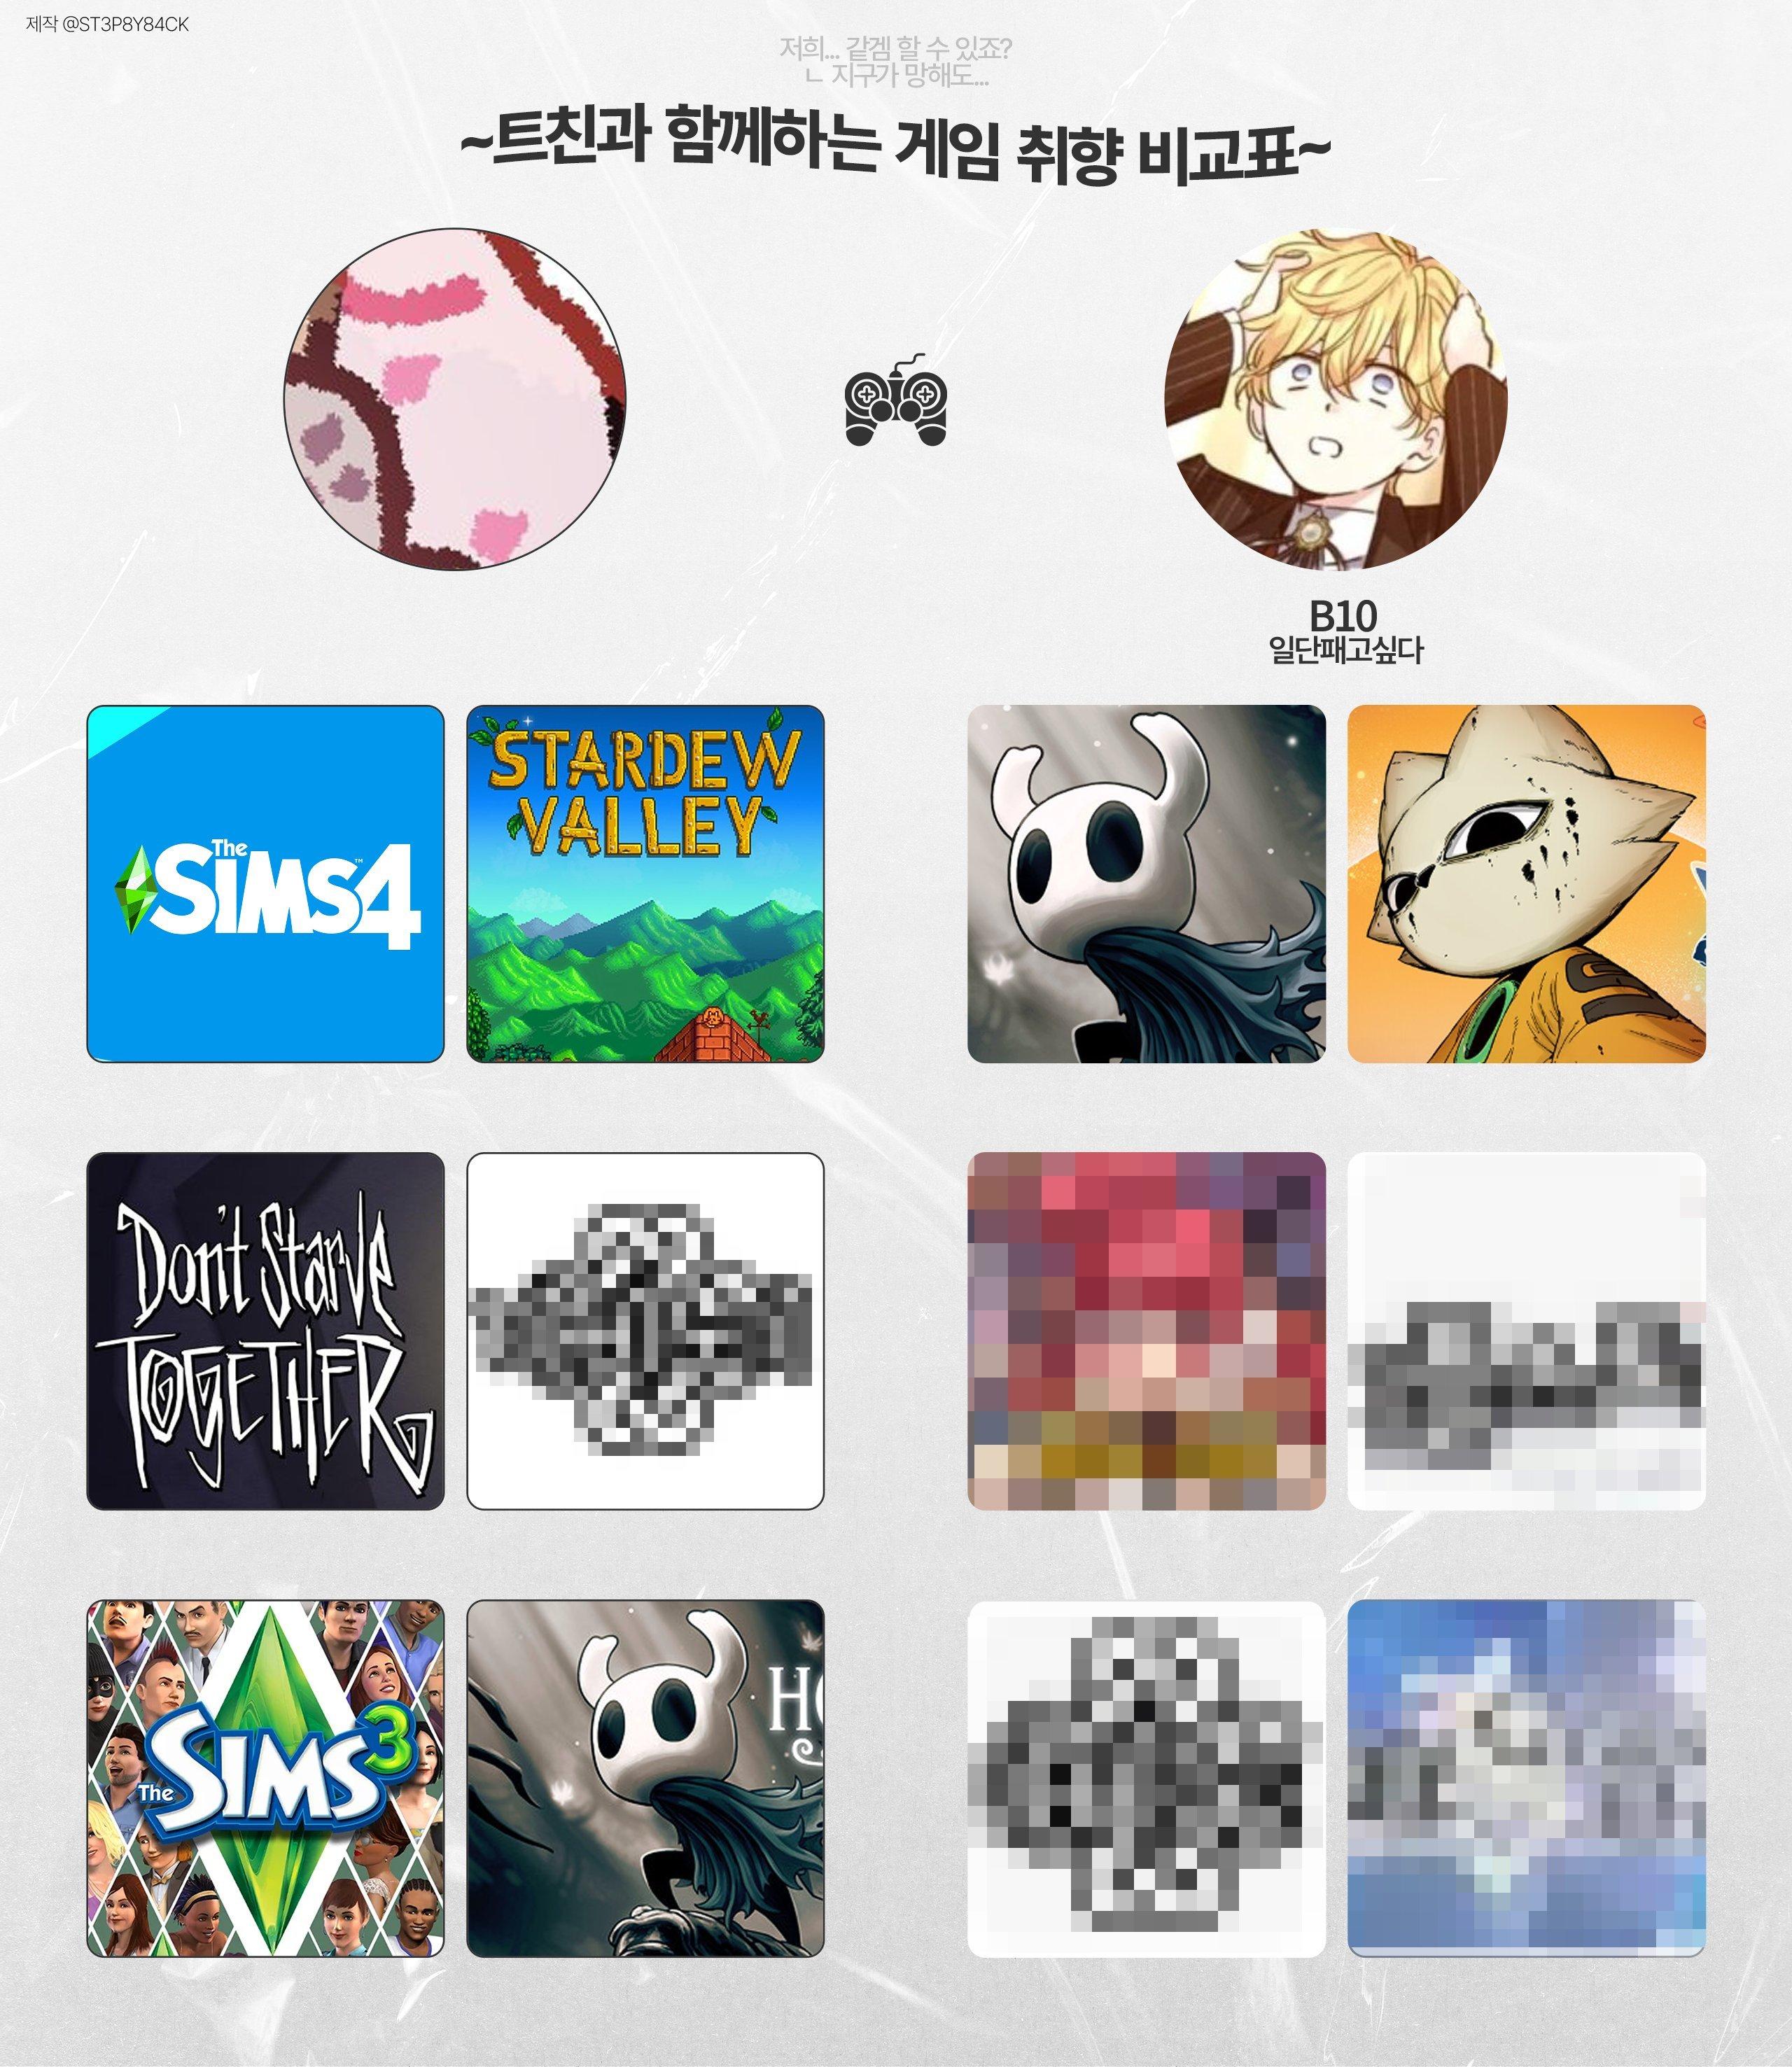 제작 @ST3P8Y84CK
저희... 같겜 할 수 있죠?
ㄴ 지구가 망해도...
~트친과 함께하는 게임 취향 비교표~
B10
일단패고싶다
The SIMS 4
STARDEW
VALLEY
Don't Starve
TOGETHER
The SIMS 3
HO